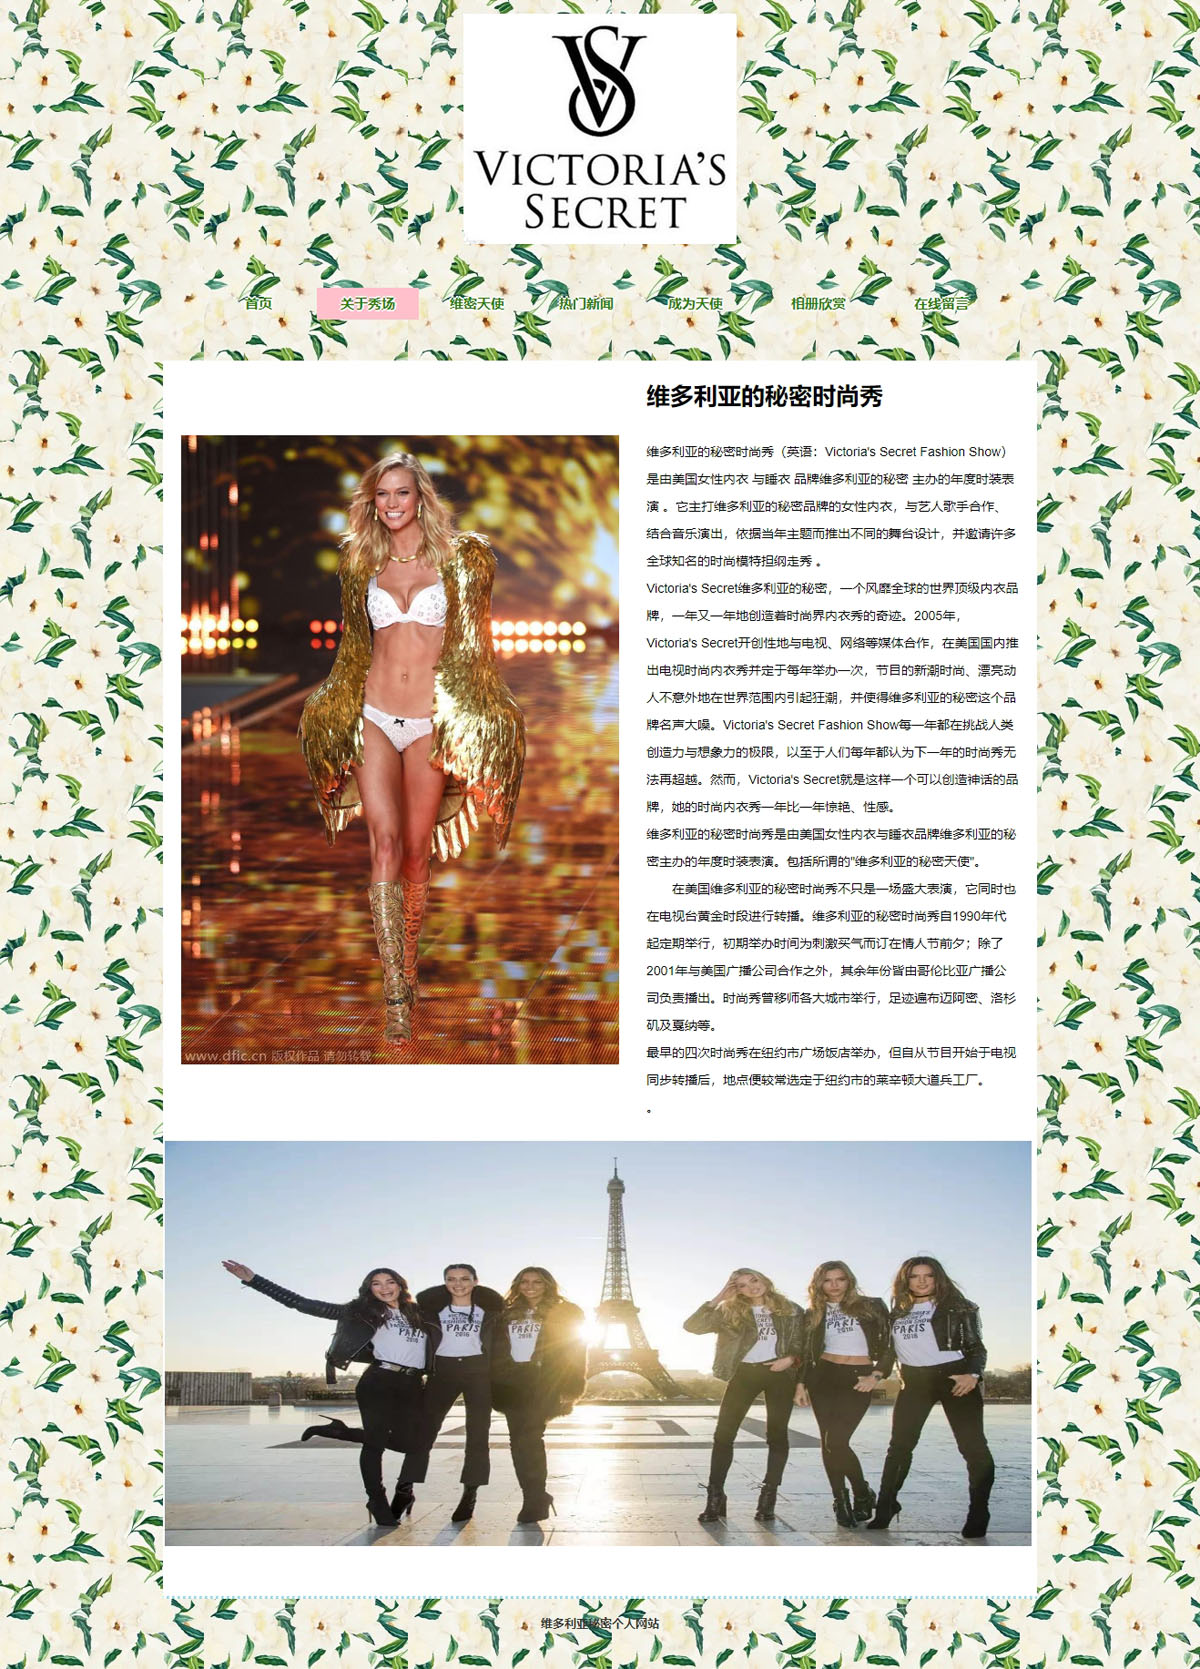 VS
VICTORIA'S
SECRET
首页 关于秀场 维密天使 热门新闻 成为天使 相册欣赏 在线留言
维多利亚的秘密时尚秀
维多利亚的秘密时尚秀（英语：Victoria's Secret Fashion Show）
是由美国女性内衣 与睡衣 品牌维多利亚的秘密 主办的年度时装表
演 。它主打维多利亚的秘密品牌的女性内衣，与艺人歌手合作、
结合音乐演出，依据当年主题而推出不同的舞台设计，并邀请许多
全球知名的时尚模特担纲走秀 。
Victoria's Secret维多利亚的秘密，一个风靡全球的世界顶级内衣品
牌，一年又一年地创造着时尚界内衣秀的奇迹。2005年，
Victoria's Secret开创性地与电视、网络等媒体合作，在美国国内推
出电视时尚内衣秀并定于每年举办一次，节目的新潮时尚、漂亮动
人不意外地在世界范围内引起狂潮，并使得维多利亚的秘密这个品
牌名声大噪。Victoria's Secret Fashion Show每一年都在挑战人类
创造力与想象力的极限，以至于人们每年都认为下一年的时尚秀无
法再超越。然而，Victoria's Secret就是这样一个可以创造神话的品
牌，她的时尚内衣秀一年比一年惊艳、性感。
维多利亚的秘密时尚秀是由美国女性内衣与睡衣品牌维多利亚的秘
密主办的年度时装表演。包括所谓的"维多利亚的秘密天使"。
在美国维多利亚的秘密时尚秀不只是一场盛大表演，它同时也
在电视台黄金时段进行转播。维多利亚的秘密时尚秀自1990年代
起定期举行，初期举办时间为刺激买气而订在情人节前夕；除了
2001年与美国广播公司合作之外，其余年份皆由哥伦比亚广播公
司负责播出。时尚秀曾移师各大城市举行，足迹遍布迈阿密、洛杉
矶及戛纳等。
最早的四次时尚秀在纽约市广场饭店举办，但自从节目开始于电视
同步转播后，地点便较常选定于纽约市的莱辛顿大道兵工厂。
。
www.dfic.cn 版权作品 请勿转载
PARIS
2016
PARIS
2016
PARIS
2016
PARIS
2016
PARIS
2016
维多利亚秘密个人网站